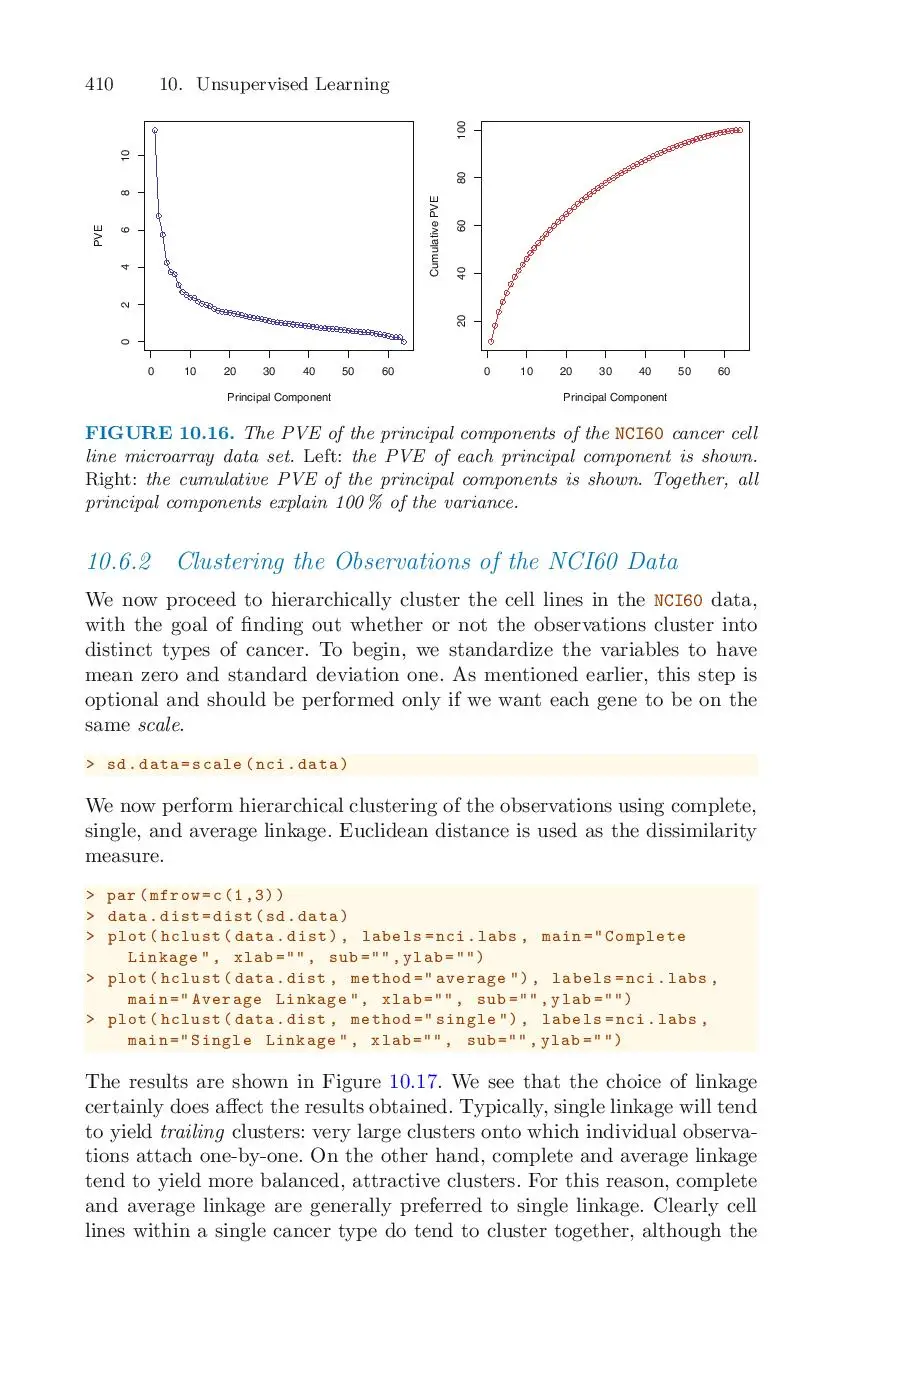 410 10. Unsupervised Learning
PVE
0 2 4 6 8 10
0 10 20 30 40 50 60
Principal Component
Cumulative PVE
20 40 60 80 100
0 10 20 30 40 50 60
Principal Component
FIGURE 10.16. The PVE of the principal components of the NCI60 cancer cell
line microarray data set. Left: the PVE of each principal component is shown.
Right: the cumulative PVE of the principal components is shown. Together, all
principal components explain 100 % of the variance.
10.6.2 Clustering the Observations of the NCI60 Data
We now proceed to hierarchically cluster the cell lines in the NCI60 data,
with the goal of finding out whether or not the observations cluster into
distinct types of cancer. To begin, we standardize the variables to have
mean zero and standard deviation one. As mentioned earlier, this step is
optional and should be performed only if we want each gene to be on the
same scale.
> sd.data=scale(nci.data)
We now perform hierarchical clustering of the observations using complete,
single, and average linkage. Euclidean distance is used as the dissimilarity
measure.
> par(mfrow=c(1,3))
> data.dist=dist(sd.data)
> plot(hclust(data.dist), labels=nci.labs, main="Complete
Linkage", xlab="", sub="",ylab="")
> plot(hclust(data.dist, method="average"), labels=nci.labs,
main="Average Linkage", xlab="", sub="",ylab="")
> plot(hclust(data.dist, method="single"), labels=nci.labs,
main="Single Linkage", xlab="", sub="",ylab="")
The results are shown in Figure 10.17. We see that the choice of linkage
certainly does affect the results obtained. Typically, single linkage will tend
to yield trailing clusters: very large clusters onto which individual observa-
tions attach one-by-one. On the other hand, complete and average linkage
tend to yield more balanced, attractive clusters. For this reason, complete
and average linkage are generally preferred to single linkage. Clearly cell
lines within a single cancer type do tend to cluster together, although the